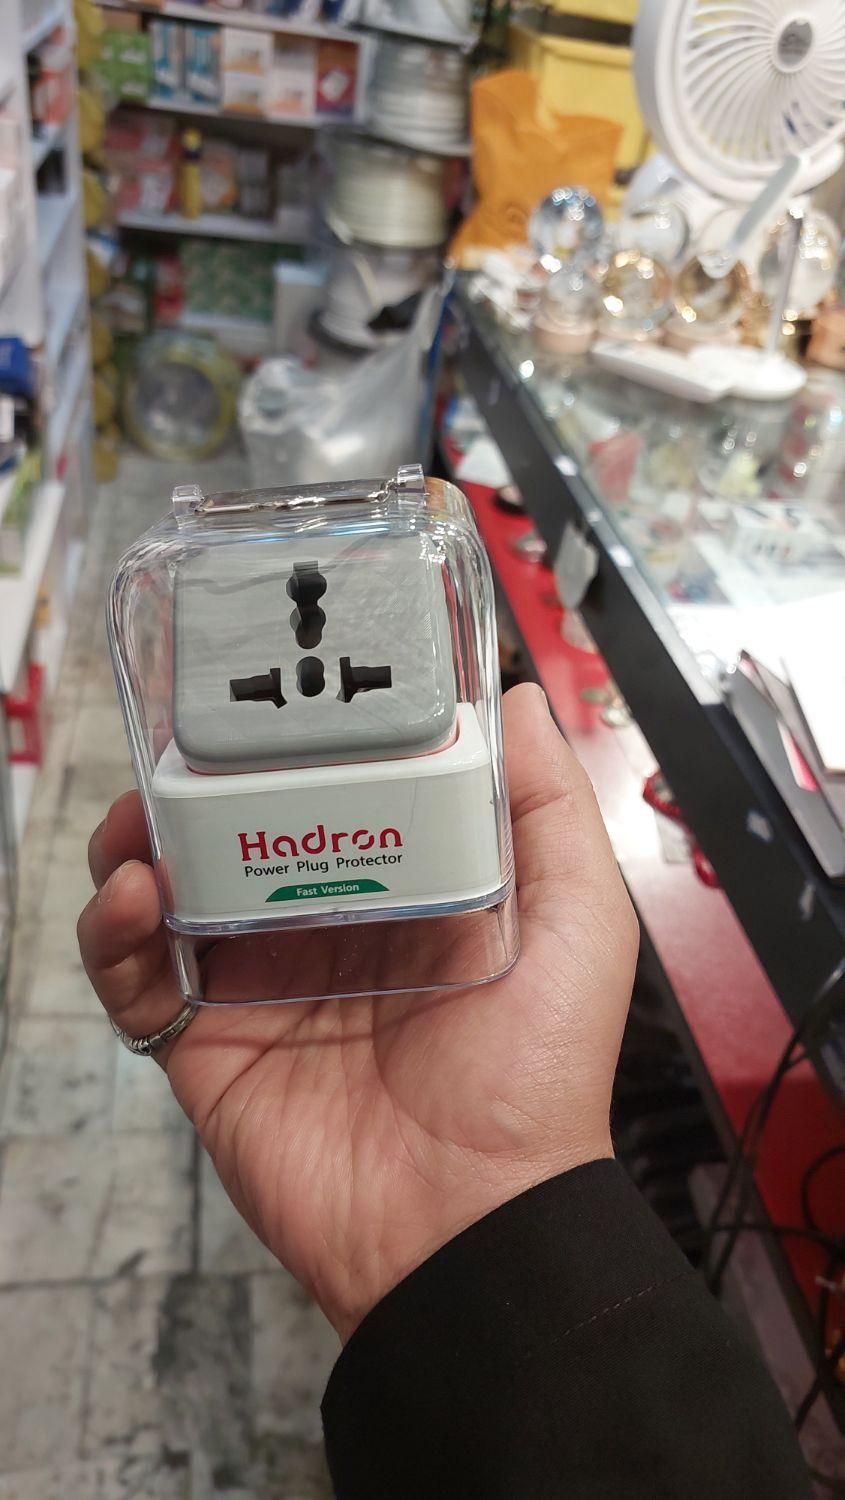 Hadron
Power Plug Protector
Fast Version